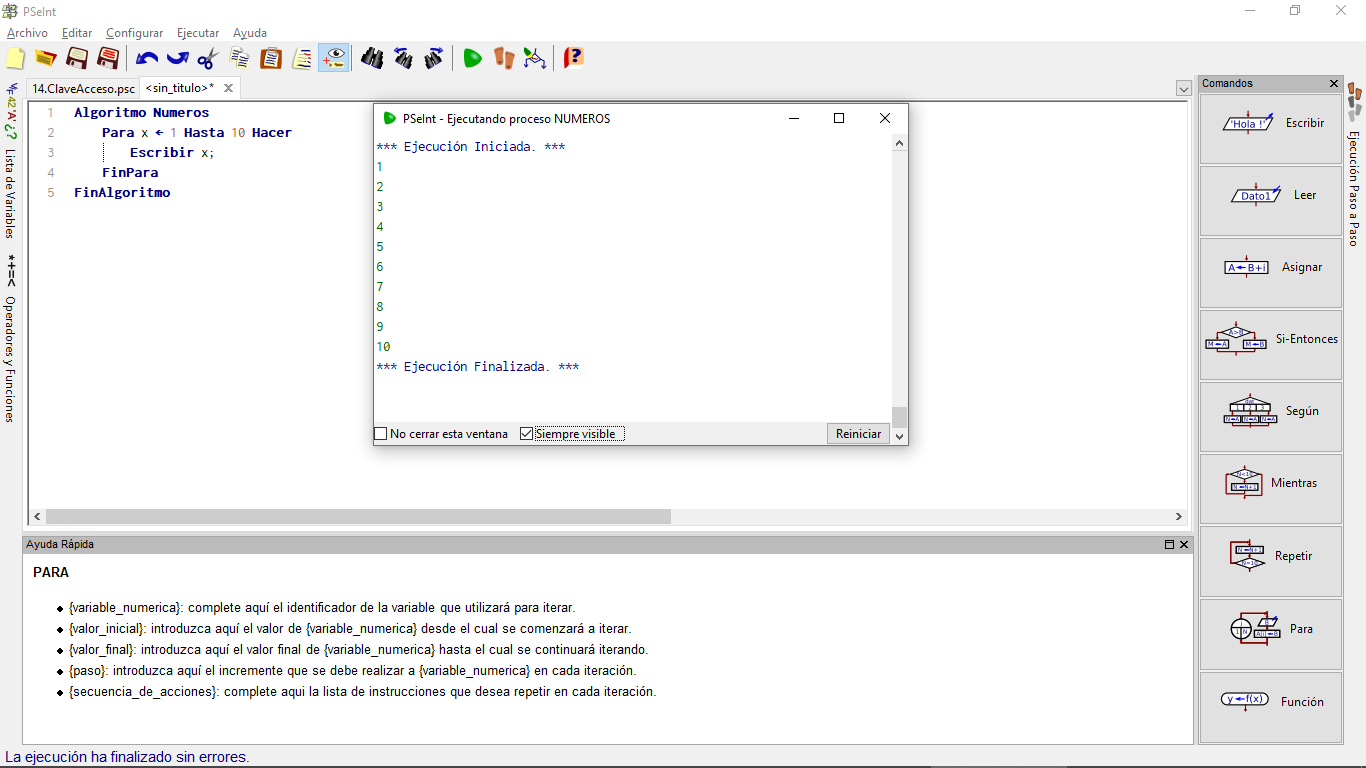 PSeInt
Archivo Editar Configurar Ejecutar Ayuda
14.ClaveAcceso.psc <sin_titulo>*
1 Algoritmo Numeros
2 Para x ← 1 Hasta 10 Hacer
3 Escribir x;
4 FinPara
5 FinAlgoritmo
42 'A' ¿? Lista de Variables
*+=< Operadores y Funciones
PSeInt - Ejecutando proceso NUMEROS
*** Ejecución Iniciada. ***
1
2
3
4
5
6
7
8
9
10
*** Ejecución Finalizada. ***
No cerrar esta ventana Siempre visible Reiniciar
Comandos
'Hola !' Escribir
Dato1 Leer
A←B+i Asignar
A>B M←A M←B Si-Entonces
Según
Mientras
Repetir
Para
y←f(x) Función
Ejecución Paso a Paso
Ayuda Rápida
PARA
{variable_numerica}: complete aquí el identificador de la variable que utilizará para iterar.
{valor_inicial}: introduzca aquí el valor de {variable_numerica} desde el cual se comenzará a iterar.
{valor_final}: introduzca aquí el valor final de {variable_numerica} hasta el cual se continuará iterando.
{paso}: introduzca aquí el incremente que se debe realizar a {variable_numerica} en cada iteración.
{secuencia_de_acciones}: complete aqui la lista de instrucciones que desea repetir en cada iteración.
La ejecución ha finalizado sin errores.